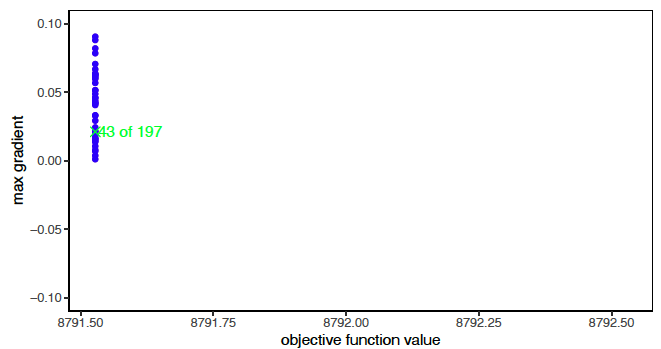 0.10
0.05
0.00
−0.05
−0.10
max gradient
×43 of 197
8791.50 8791.75 8792.00 8792.25 8792.50
objective function value